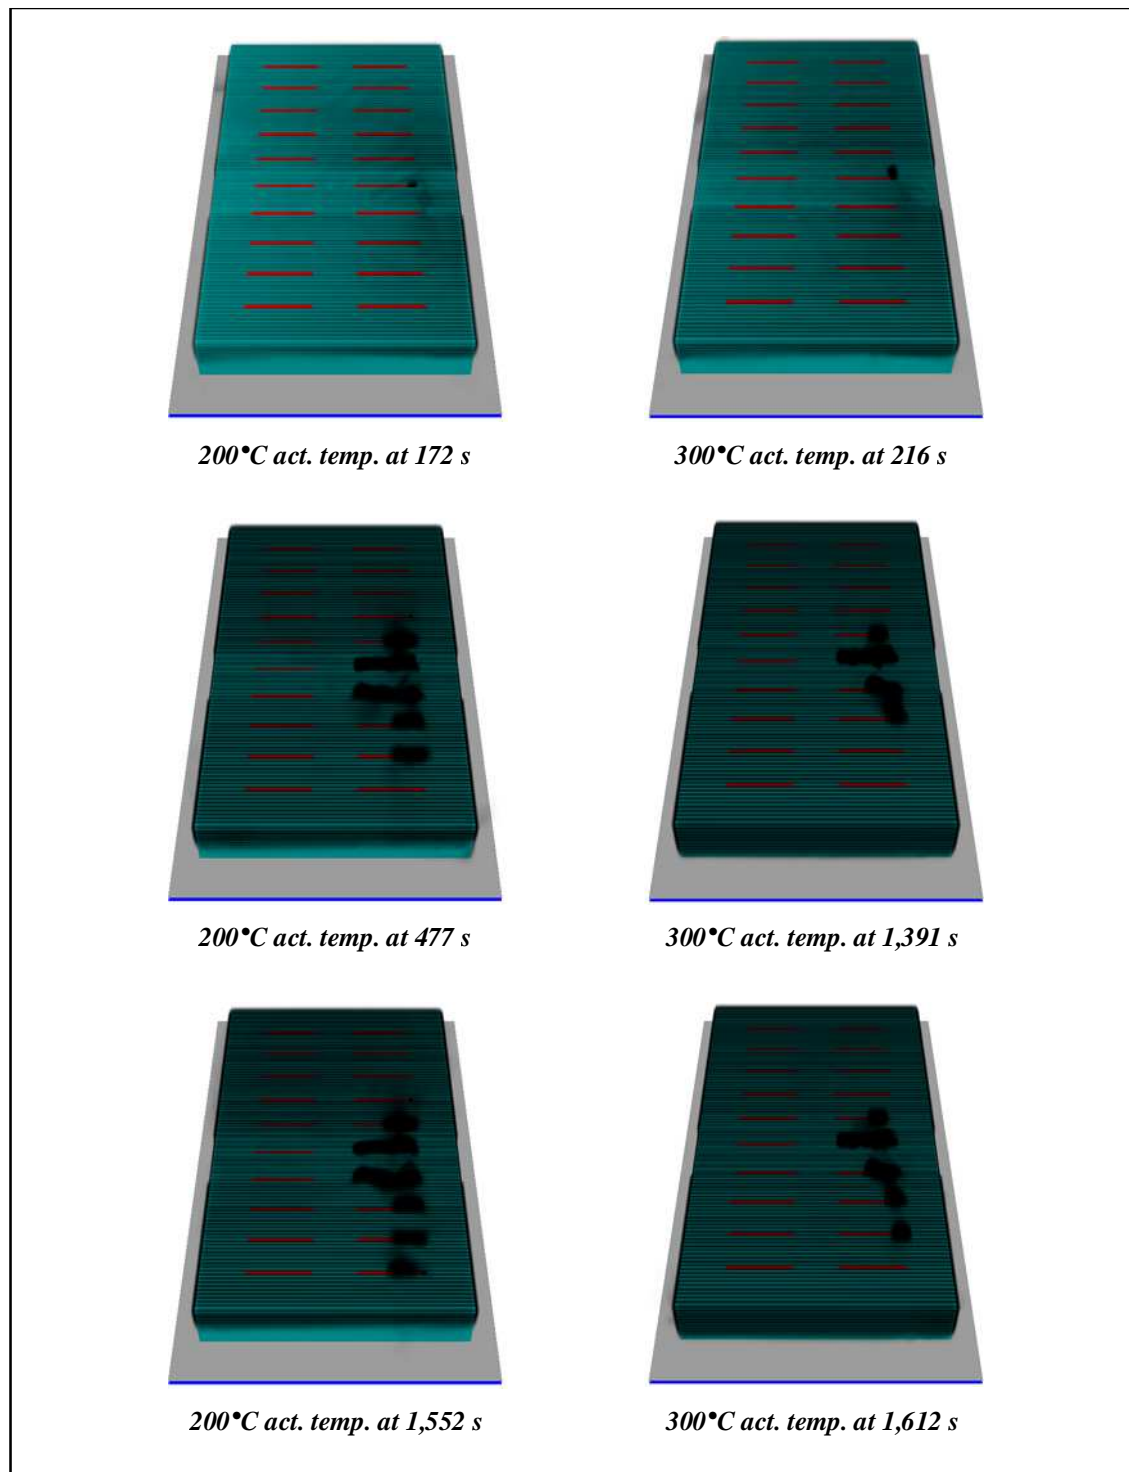 200°C act. temp. at 172 s
300°C act. temp. at 216 s
200°C act. temp. at 477 s
300°C act. temp. at 1,391 s
200°C act. temp. at 1,552 s
300°C act. temp. at 1,612 s